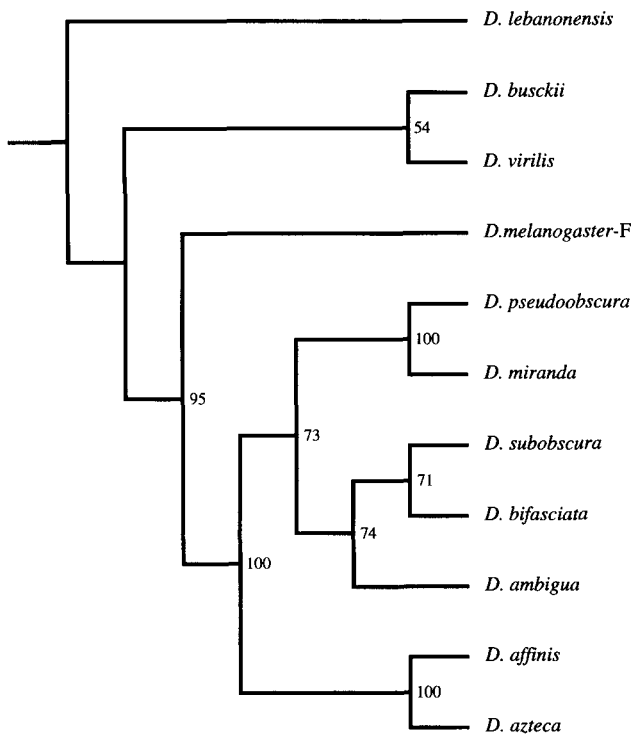 D. lebanonensis
D. busckii
54
D. virilis
D.melanogaster-F
D. pseudoobscura
100
D. miranda
95
73
D. subobscura
71
D. bifasciata
74
100
D. ambigua
D. affinis
100
D. azteca